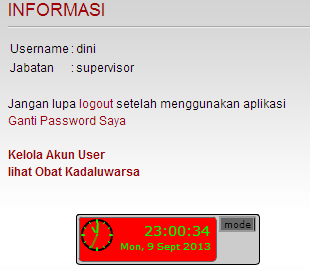 INFORMASI
Username : dini
Jabatan : supervisor
Jangan lupa logout setelah menggunakan aplikasi
Ganti Password Saya
Kelola Akun User
lihat Obat Kadaluwarsa
23:00:34
mode
Mon, 9 Sept 2013